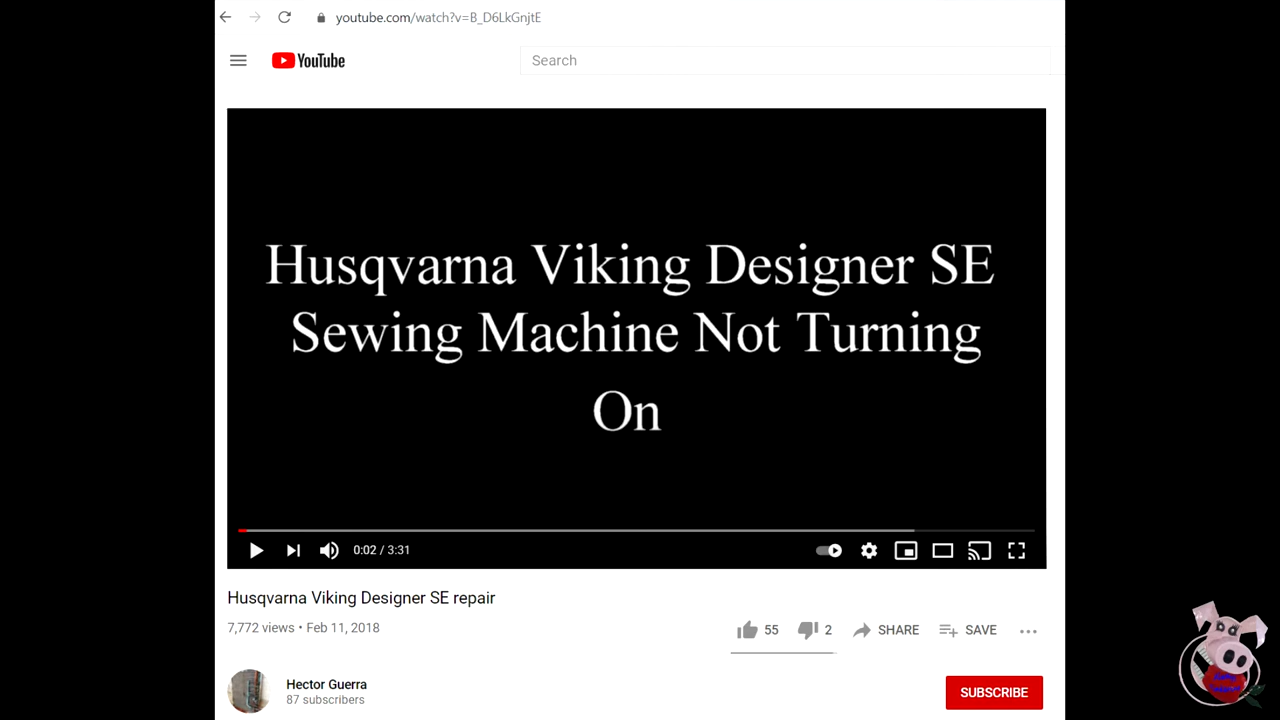 youtube.com/watch?v=B_D6LkGnjtE
YouTube
Search
Husqvarna Viking Designer SE
Sewing Machine Not Turning
On
0:02 / 3:31
Husqvarna Viking Designer SE repair
7,772 views • Feb 11, 2018
55
2
SHARE
SAVE
Hector Guerra
87 subscribers
SUBSCRIBE